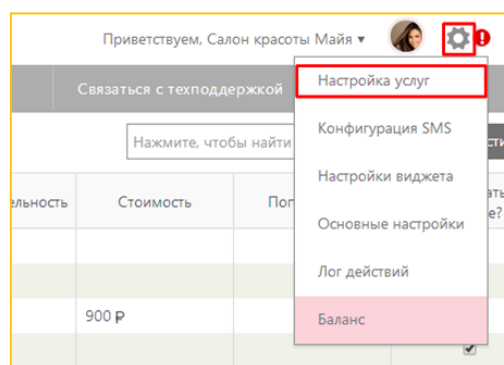 Приветствуем, Салон красоты Майя ▾
Связаться с техподдержкой
Настройка услуг
Нажмите, чтобы найти
Конфигурация SMS
Стоимость
Настройки виджета
Основные настройки
Лог действий
900 ₽
Баланс